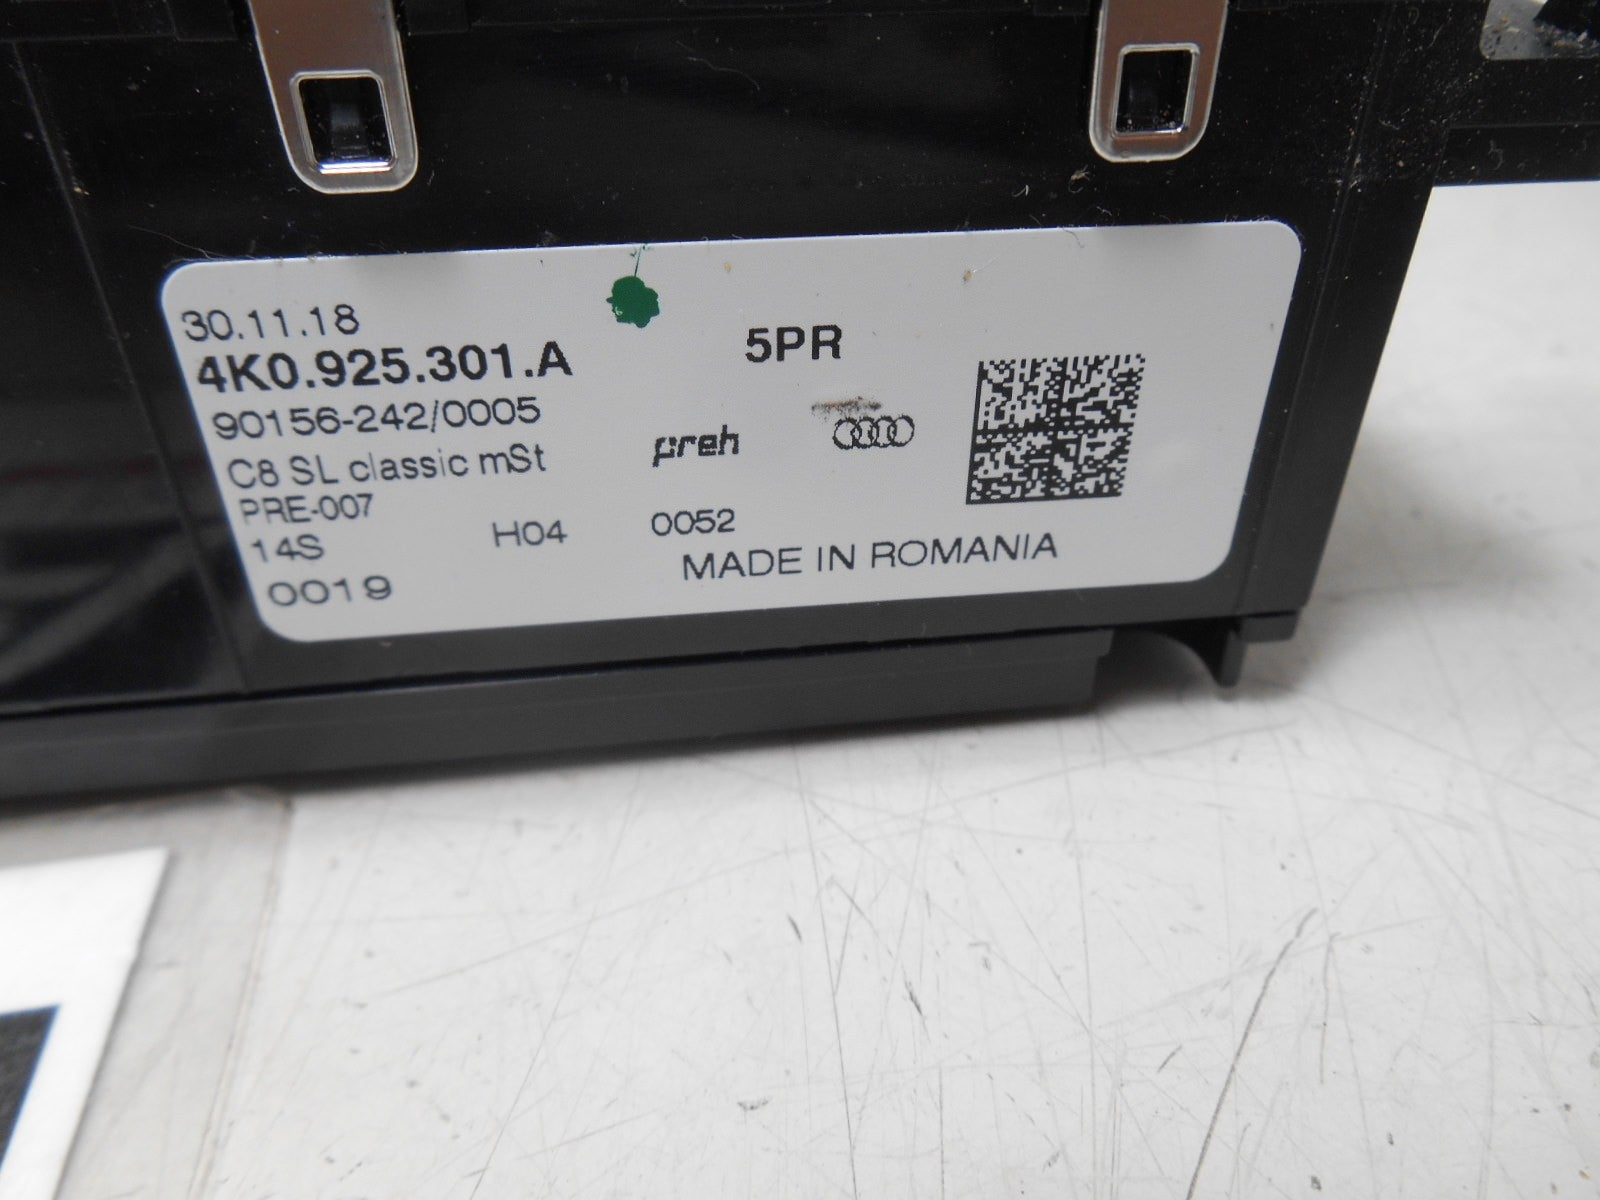 30.11.18
4K0.925.301.A
5PR
90156-242/0005
preh
C8 SL classic mSt
PRE-007
14S
H04
0052
MADE IN ROMANIA
0019